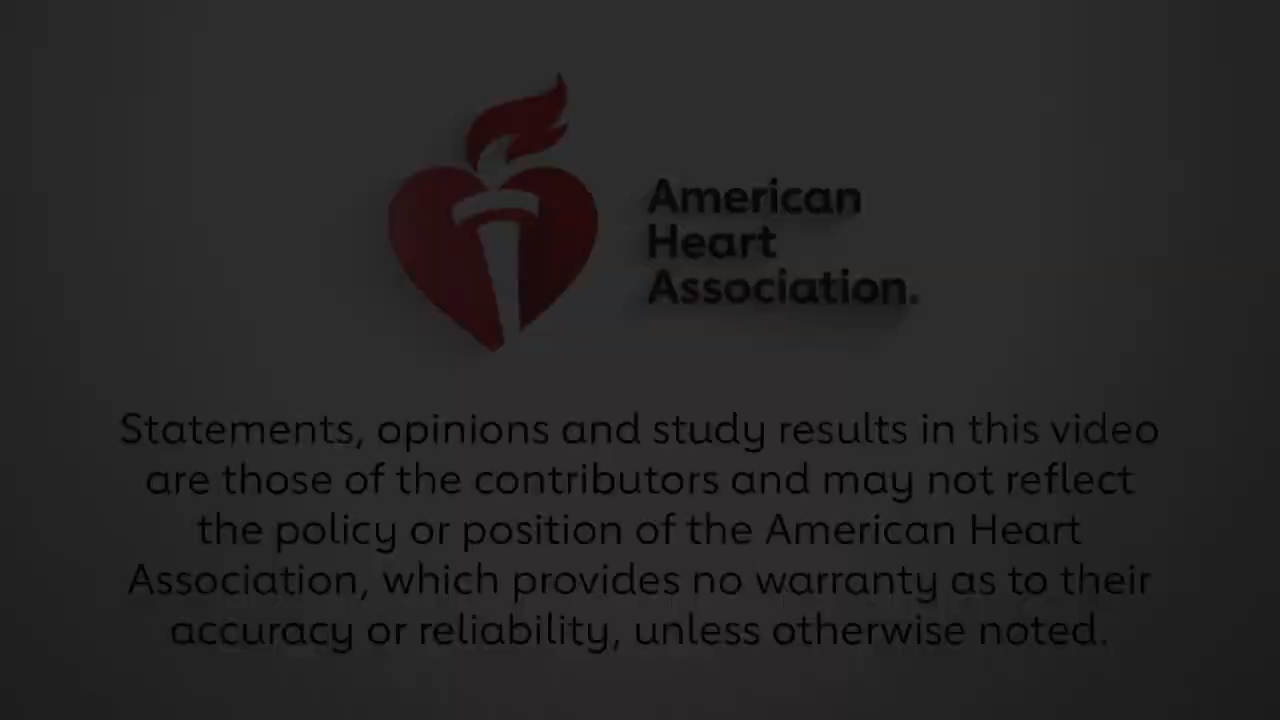 American
Heart
Association.
Statements, opinions and study results in this video
are those of the contributors and may not reflect
the policy or position of the American Heart
Association, which provides no warranty as to their
accuracy or reliability, unless otherwise noted.